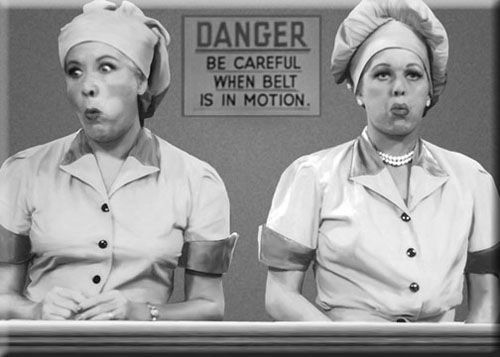 DANGER
BE CAREFUL
WHEN BELT
IS IN MOTION.